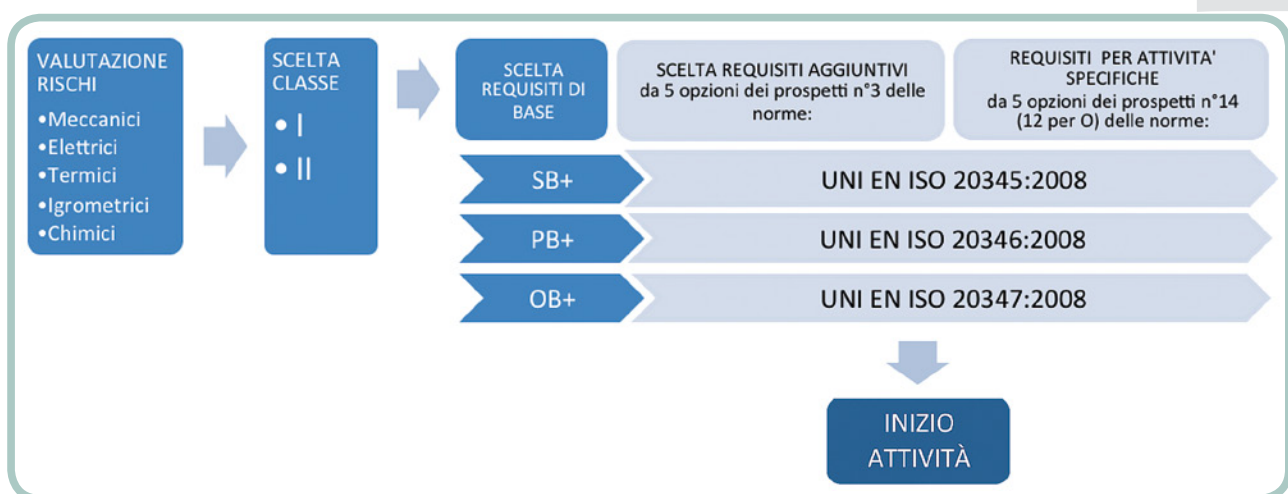 VALUTAZIONE
RISCHI
•Meccanici
•Elettrici
•Termici
•Igrometrici
•Chimici
SCELTA
CLASSE
• I
• II
SCELTA
REQUISITI DI
BASE
SCELTA REQUISITI AGGIUNTIVI
da 5 opzioni dei prospetti n°3 delle
norme:
REQUISITI PER ATTIVITA'
SPECIFICHE
da 5 opzioni dei prospetti n°14
(12 per O) delle norme:
SB+
UNI EN ISO 20345:2008
PB+
UNI EN ISO 20346:2008
OB+
UNI EN ISO 20347:2008
INIZIO
ATTIVITÀ